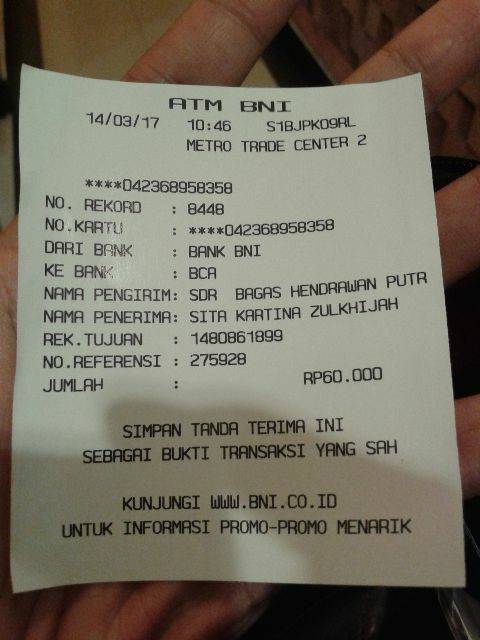 ATM BNI
14/03/17 10:46 S1BJPK09RL
METRO TRADE CENTER 2
****042368958358
NO. REKORD : 8448
NO.KARTU : ****042368958358
DARI BANK : BANK BNI
KE BANK : BCA
NAMA PENGIRIM: SDR BAGAS HENDRAWAN PUTR
NAMA PENERIMA: SITA KARTINA ZULKHIJAH
REK.TUJUAN : 1480861899
NO.REFERENSI : 275928
JUMLAH : RP60.000
SIMPAN TANDA TERIMA INI
SEBAGAI BUKTI TRANSAKSI YANG SAH
KUNJUNGI WWW.BNI.CO.ID
UNTUK INFORMASI PROMO-PROMO MENARIK